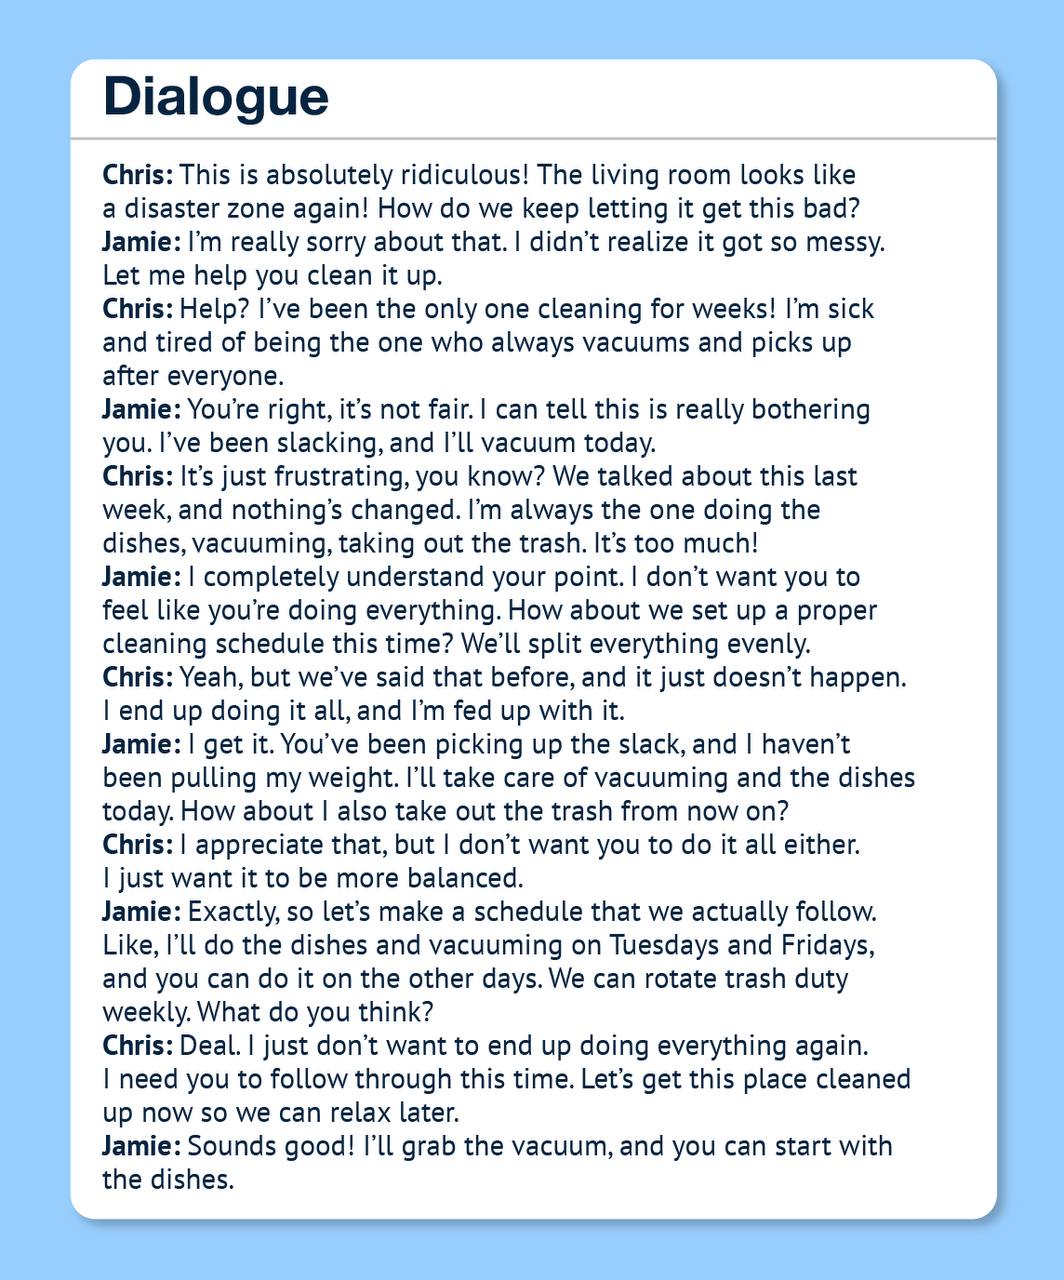 Dialogue
Chris: This is absolutely ridiculous! The living room looks like
a disaster zone again! How do we keep letting it get this bad?
Jamie: I’m really sorry about that. I didn’t realize it got so messy.
Let me help you clean it up.
Chris: Help? I’ve been the only one cleaning for weeks! I’m sick
and tired of being the one who always vacuums and picks up
after everyone.
Jamie: You’re right, it’s not fair. I can tell this is really bothering
you. I’ve been slacking, and I’ll vacuum today.
Chris: It’s just frustrating, you know? We talked about this last
week, and nothing’s changed. I’m always the one doing the
dishes, vacuuming, taking out the trash. It’s too much!
Jamie: I completely understand your point. I don’t want you to
feel like you’re doing everything. How about we set up a proper
cleaning schedule this time? We’ll split everything evenly.
Chris: Yeah, but we’ve said that before, and it just doesn’t happen.
I end up doing it all, and I’m fed up with it.
Jamie: I get it. You’ve been picking up the slack, and I haven’t
been pulling my weight. I’ll take care of vacuuming and the dishes
today. How about I also take out the trash from now on?
Chris: I appreciate that, but I don’t want you to do it all either.
I just want it to be more balanced.
Jamie: Exactly, so let’s make a schedule that we actually follow.
Like, I’ll do the dishes and vacuuming on Tuesdays and Fridays,
and you can do it on the other days. We can rotate trash duty
weekly. What do you think?
Chris: Deal. I just don’t want to end up doing everything again.
I need you to follow through this time. Let’s get this place cleaned
up now so we can relax later.
Jamie: Sounds good! I’ll grab the vacuum, and you can start with
the dishes.